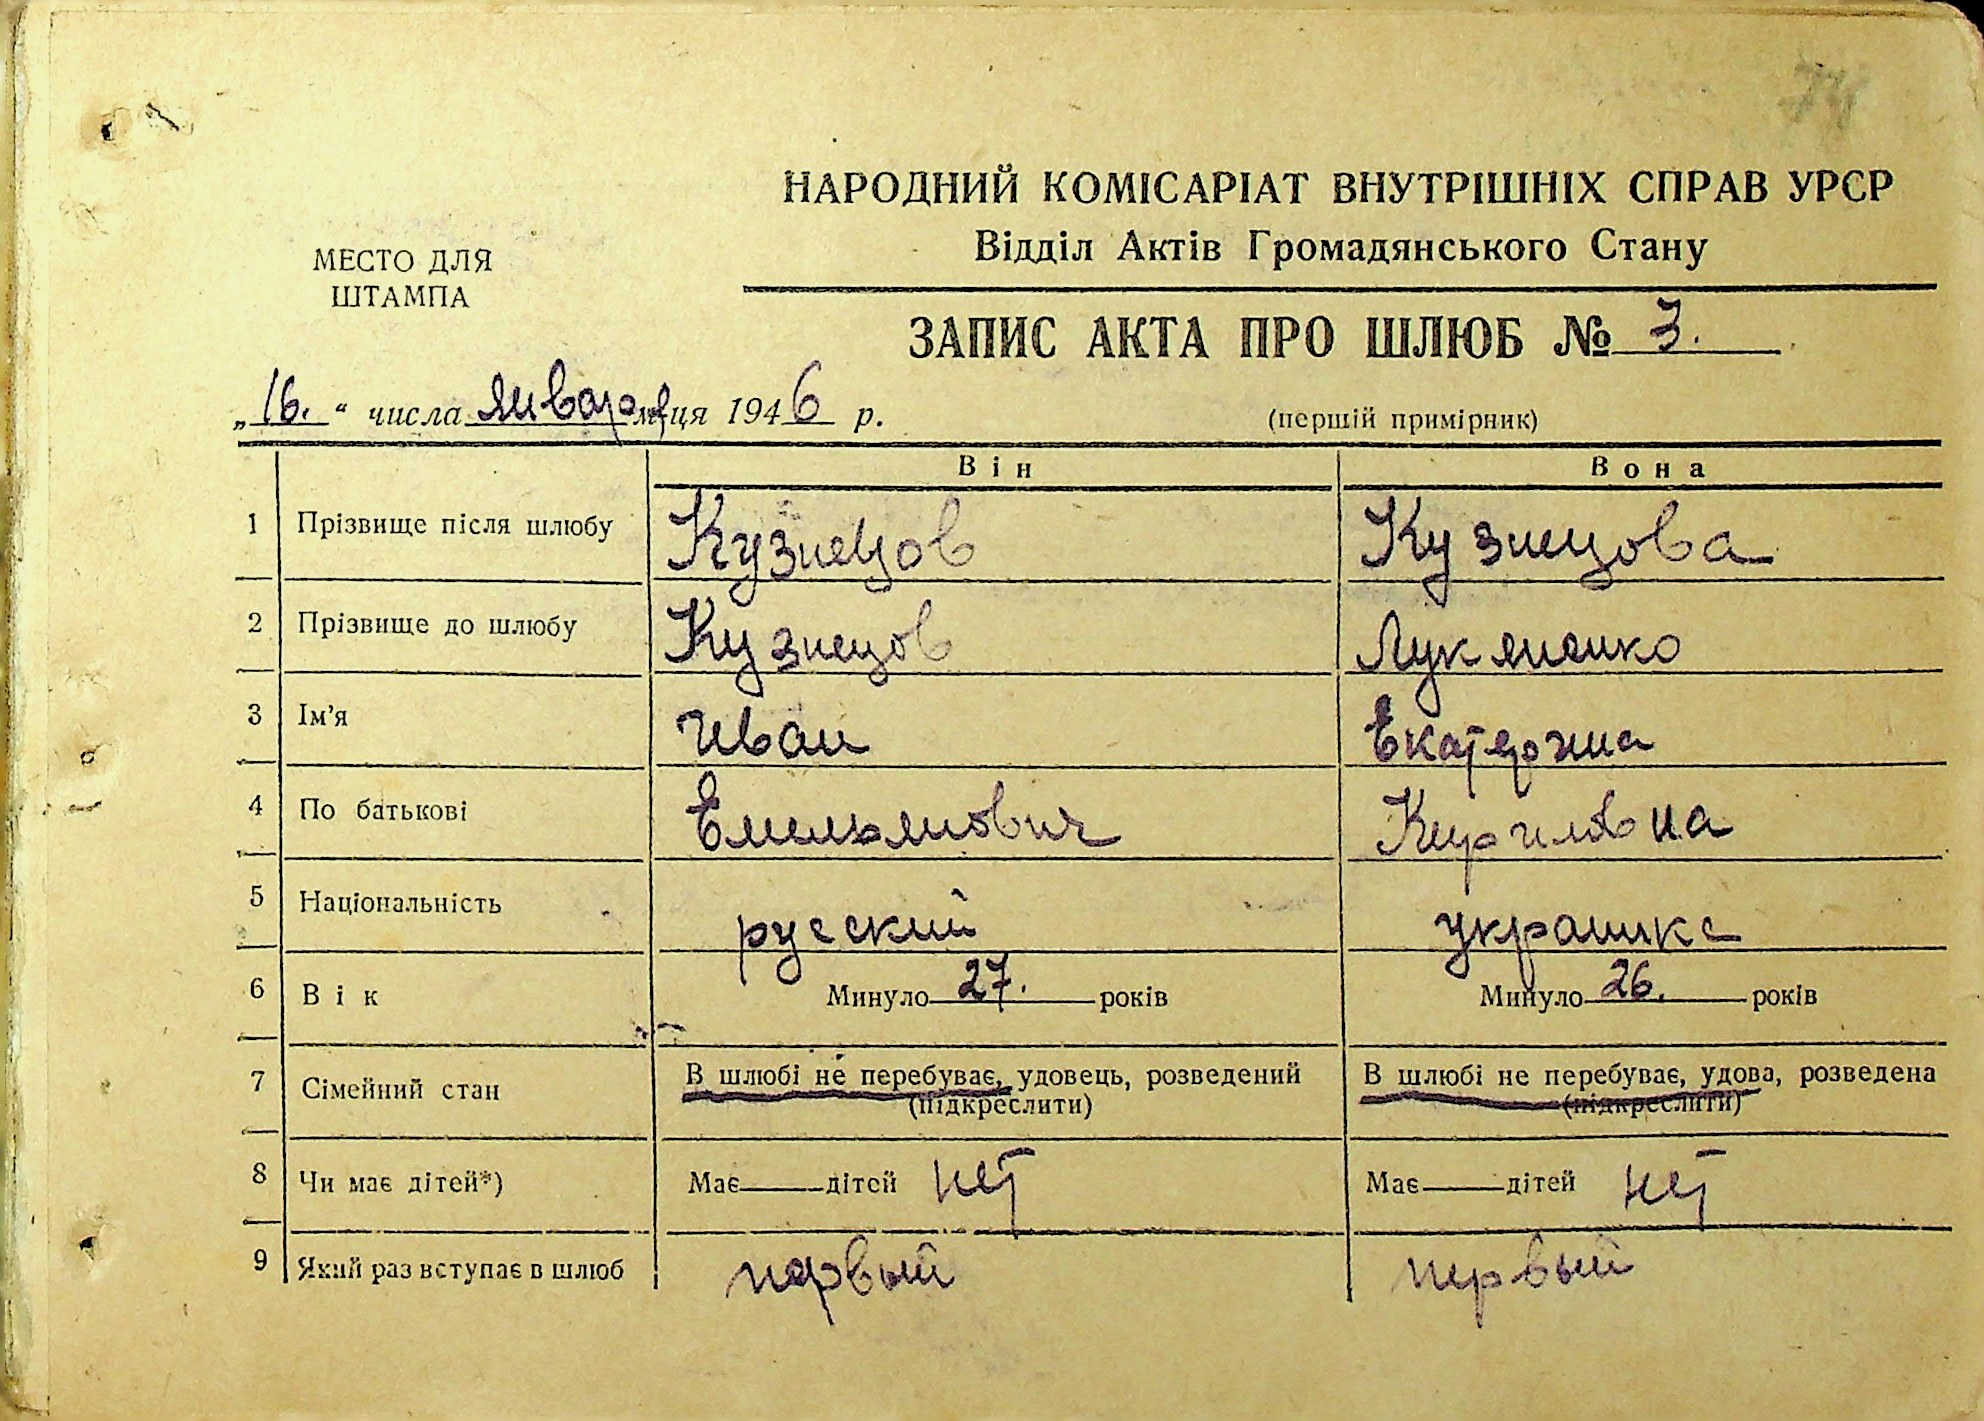 НАРОДНИЙ КОМІСАРІАТ ВНУТРІШНІХ СПРАВ УРСР
Відділ Актів Громадянського Стану
МЕСТО ДЛЯ
ШТАМПА
ЗАПИС АКТА ПРО ШЛЮБ № 3.
„16.“ числа января м-ця 1946 р.
(перший примірник)
Він Вона
1 Прізвище після шлюбу Кузнецов Кузнецова
2 Прізвище до шлюбу Кузнецов Лукяненко
3 Ім'я Иван Екатерина
4 По батькові Емельянович Кириловна
5 Національність русский украинка
6 Вік Минуло 27. років Минуло 26. років
7 Сімейний стан В шлюбі не перебуває, удовець, розведений В шлюбі не перебуває, удова, розведена
(підкреслити) (підкреслити)
8 Чи має дітей*) Має дітей нет Має дітей нет
9 Який раз вступає в шлюб первый первый